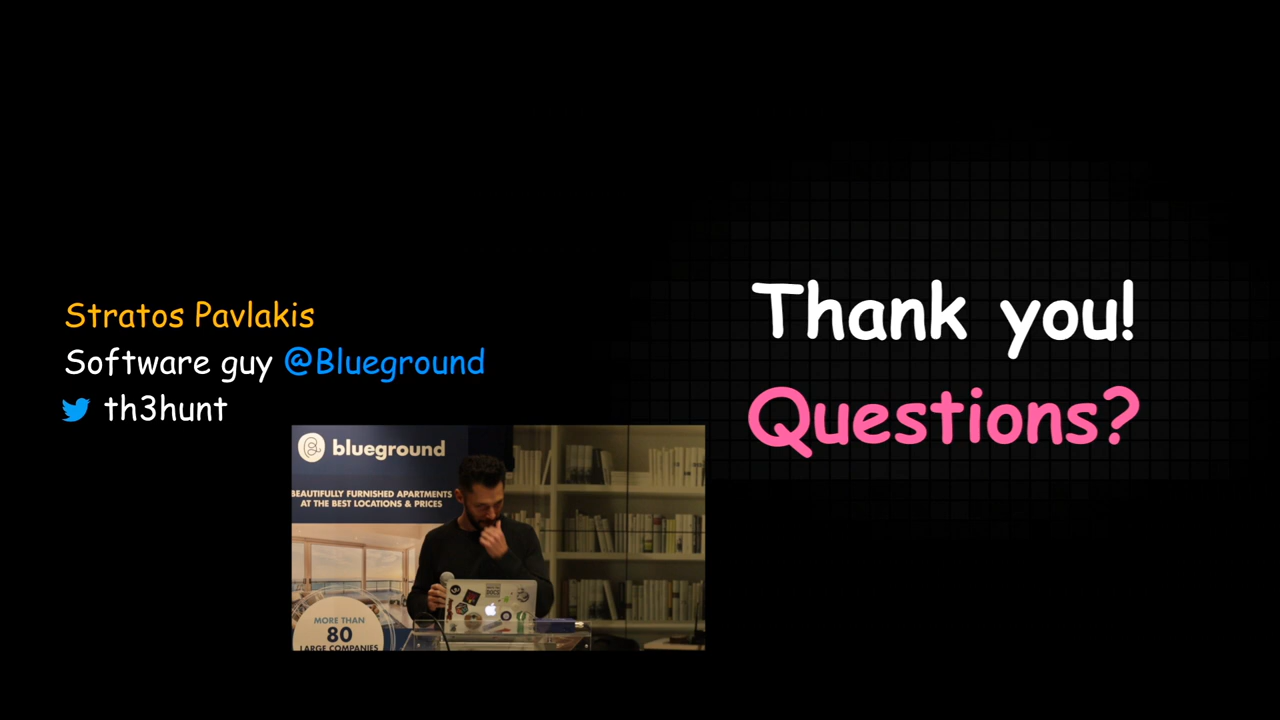 Stratos Pavlakis
Software guy @Blueground
th3hunt
Thank you!
Questions?
blueground
BEAUTIFULLY FURNISHED APARTMENTS
AT THE BEST LOCATIONS & PRICES
MORE THAN
80
LARGE COMPANIES